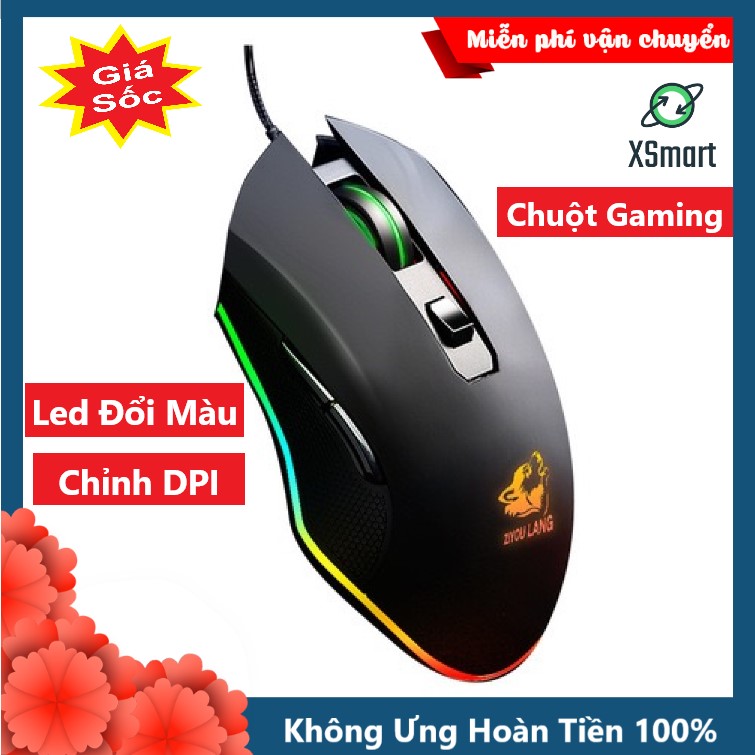 Giá
Sốc
Miễn phí vận chuyển
XSmart
Chuột Gaming
Led Đổi Màu
Chỉnh DPI
ZIYOU LANG
Không Ưng Hoàn Tiền 100%